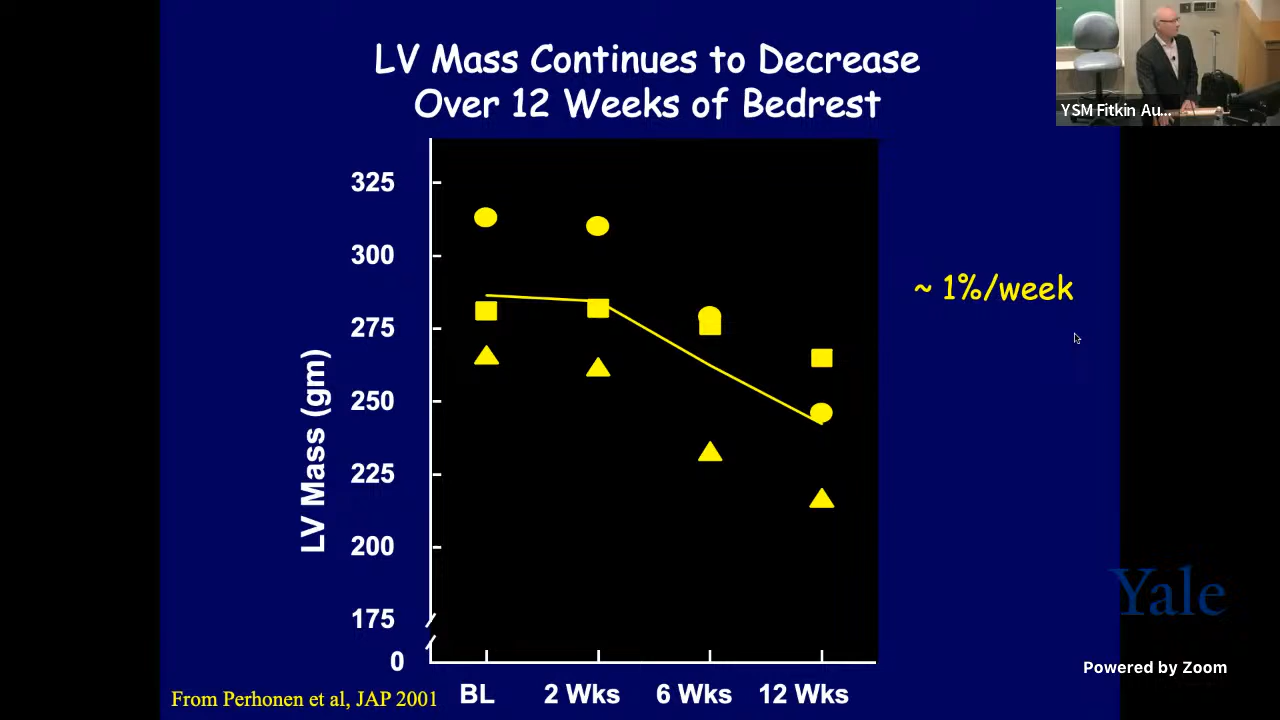 LV Mass Continues to Decrease
Over 12 Weeks of Bedrest
YSM Fitkin Au...
325
300
275
250
225
200
175
0
LV Mass (gm)
~ 1%/week
BL
2 Wks
6 Wks
12 Wks
From Perhonen et al, JAP 2001
Yale
Powered by Zoom